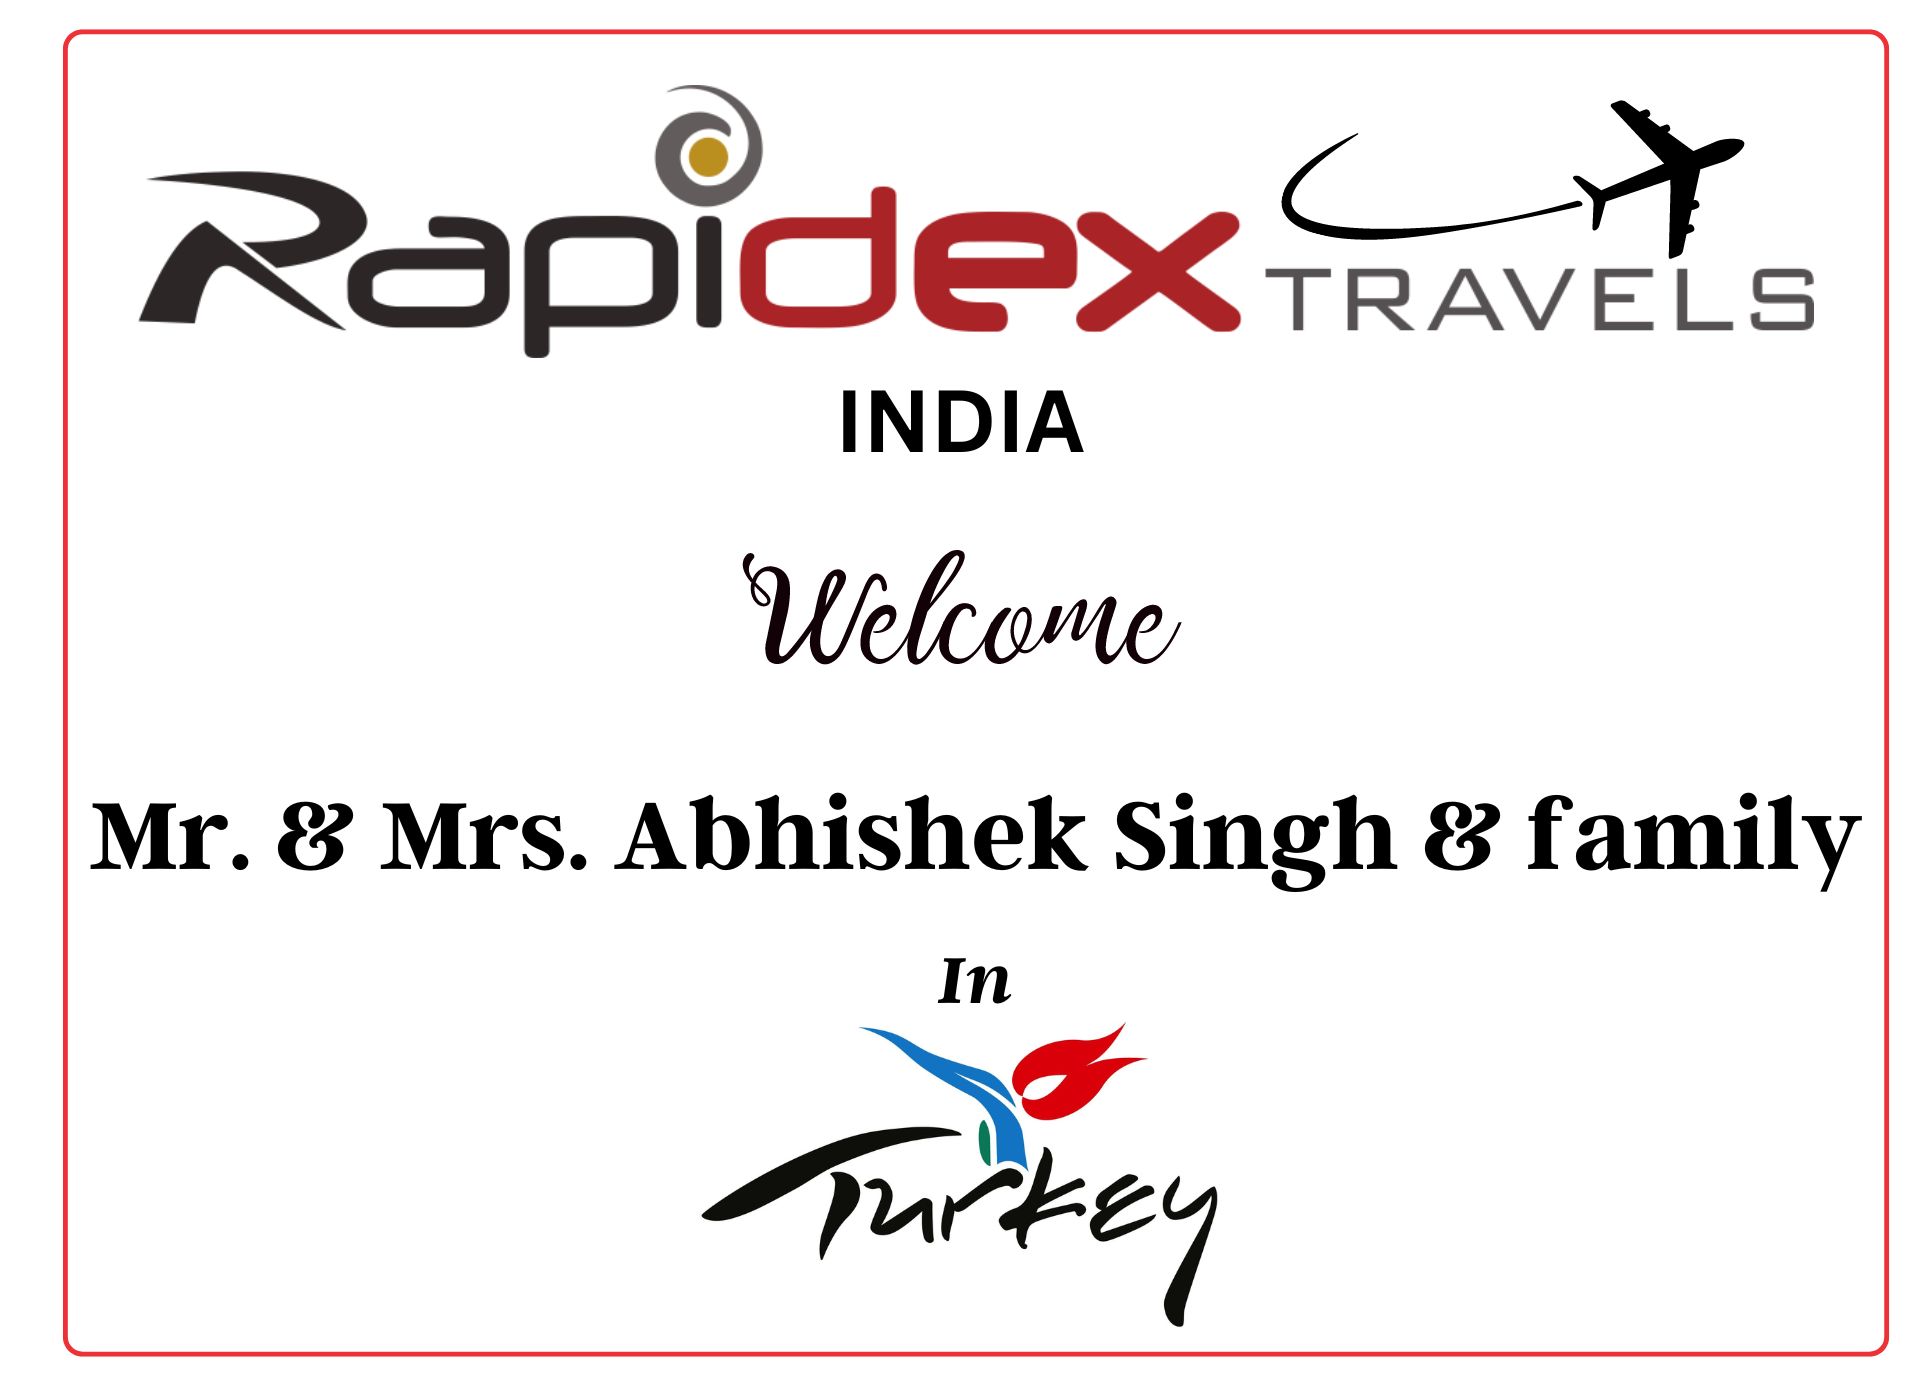 Rapidex TRAVELS
INDIA
Welcome
Mr. & Mrs. Abhishek Singh & family
In
Turkey